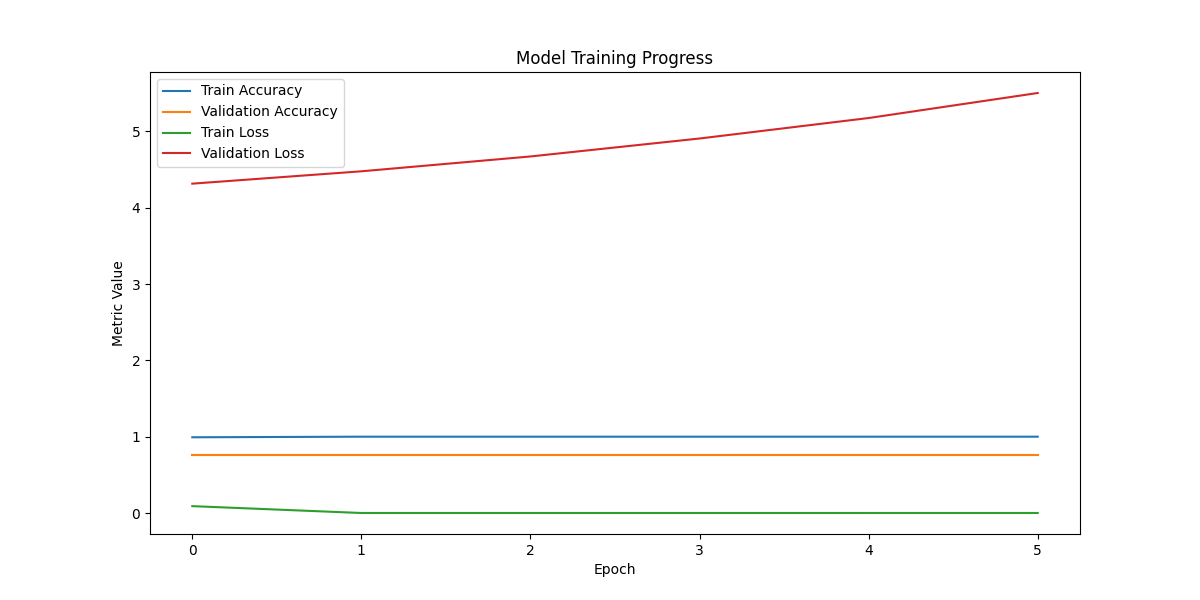 Model Training Progress
Train Accuracy
Validation Accuracy
Train Loss
Validation Loss
5
4
3
2
1
0
Metric Value
0 1 2 3 4 5
Epoch